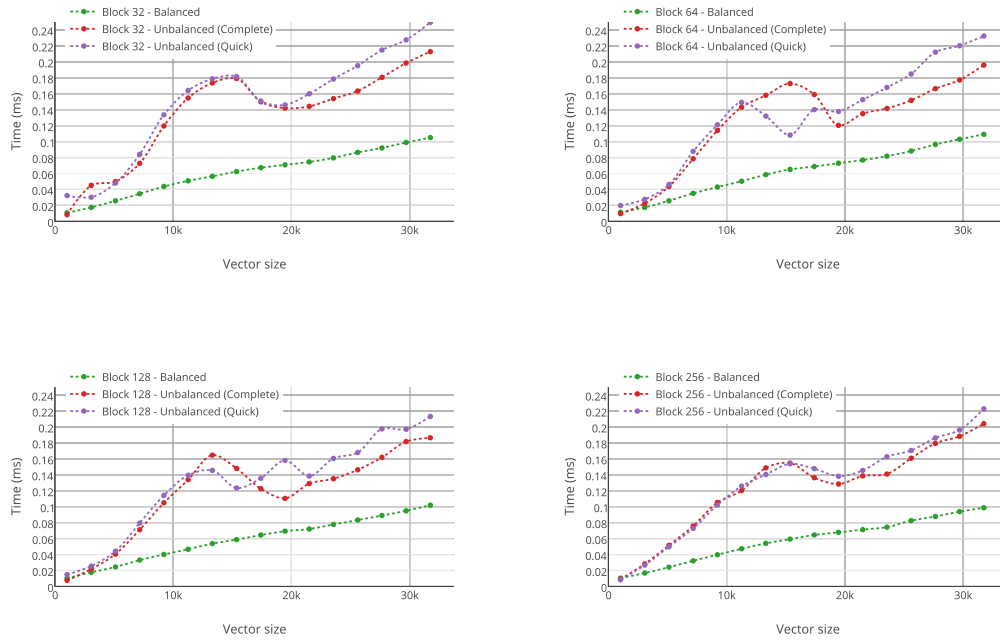 Block 32 - Balanced
Block 32 - Unbalanced (Complete)
Block 32 - Unbalanced (Quick)
Time (ms)
0.24
0.22
0.2
0.18
0.16
0.14
0.12
0.1
0.08
0.06
0.04
0.02
0
0 10k 20k 30k
Vector size
Block 64 - Balanced
Block 64 - Unbalanced (Complete)
Block 64 - Unbalanced (Quick)
Time (ms)
0.24
0.22
0.2
0.18
0.16
0.14
0.12
0.1
0.08
0.06
0.04
0.02
0
0 10k 20k 30k
Vector size
Block 128 - Balanced
Block 128 - Unbalanced (Complete)
Block 128 - Unbalanced (Quick)
Time (ms)
0.24
0.22
0.2
0.18
0.16
0.14
0.12
0.1
0.08
0.06
0.04
0.02
0
0 10k 20k 30k
Vector size
Block 256 - Balanced
Block 256 - Unbalanced (Complete)
Block 256 - Unbalanced (Quick)
Time (ms)
0.24
0.22
0.2
0.18
0.16
0.14
0.12
0.1
0.08
0.06
0.04
0.02
0
0 10k 20k 30k
Vector size